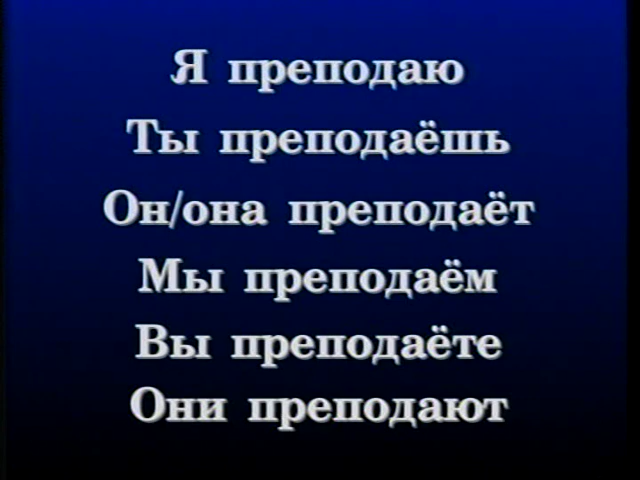 Я преподаю
Ты преподаёшь
Он/она преподаёт
Мы преподаём
Вы преподаёте
Они преподают